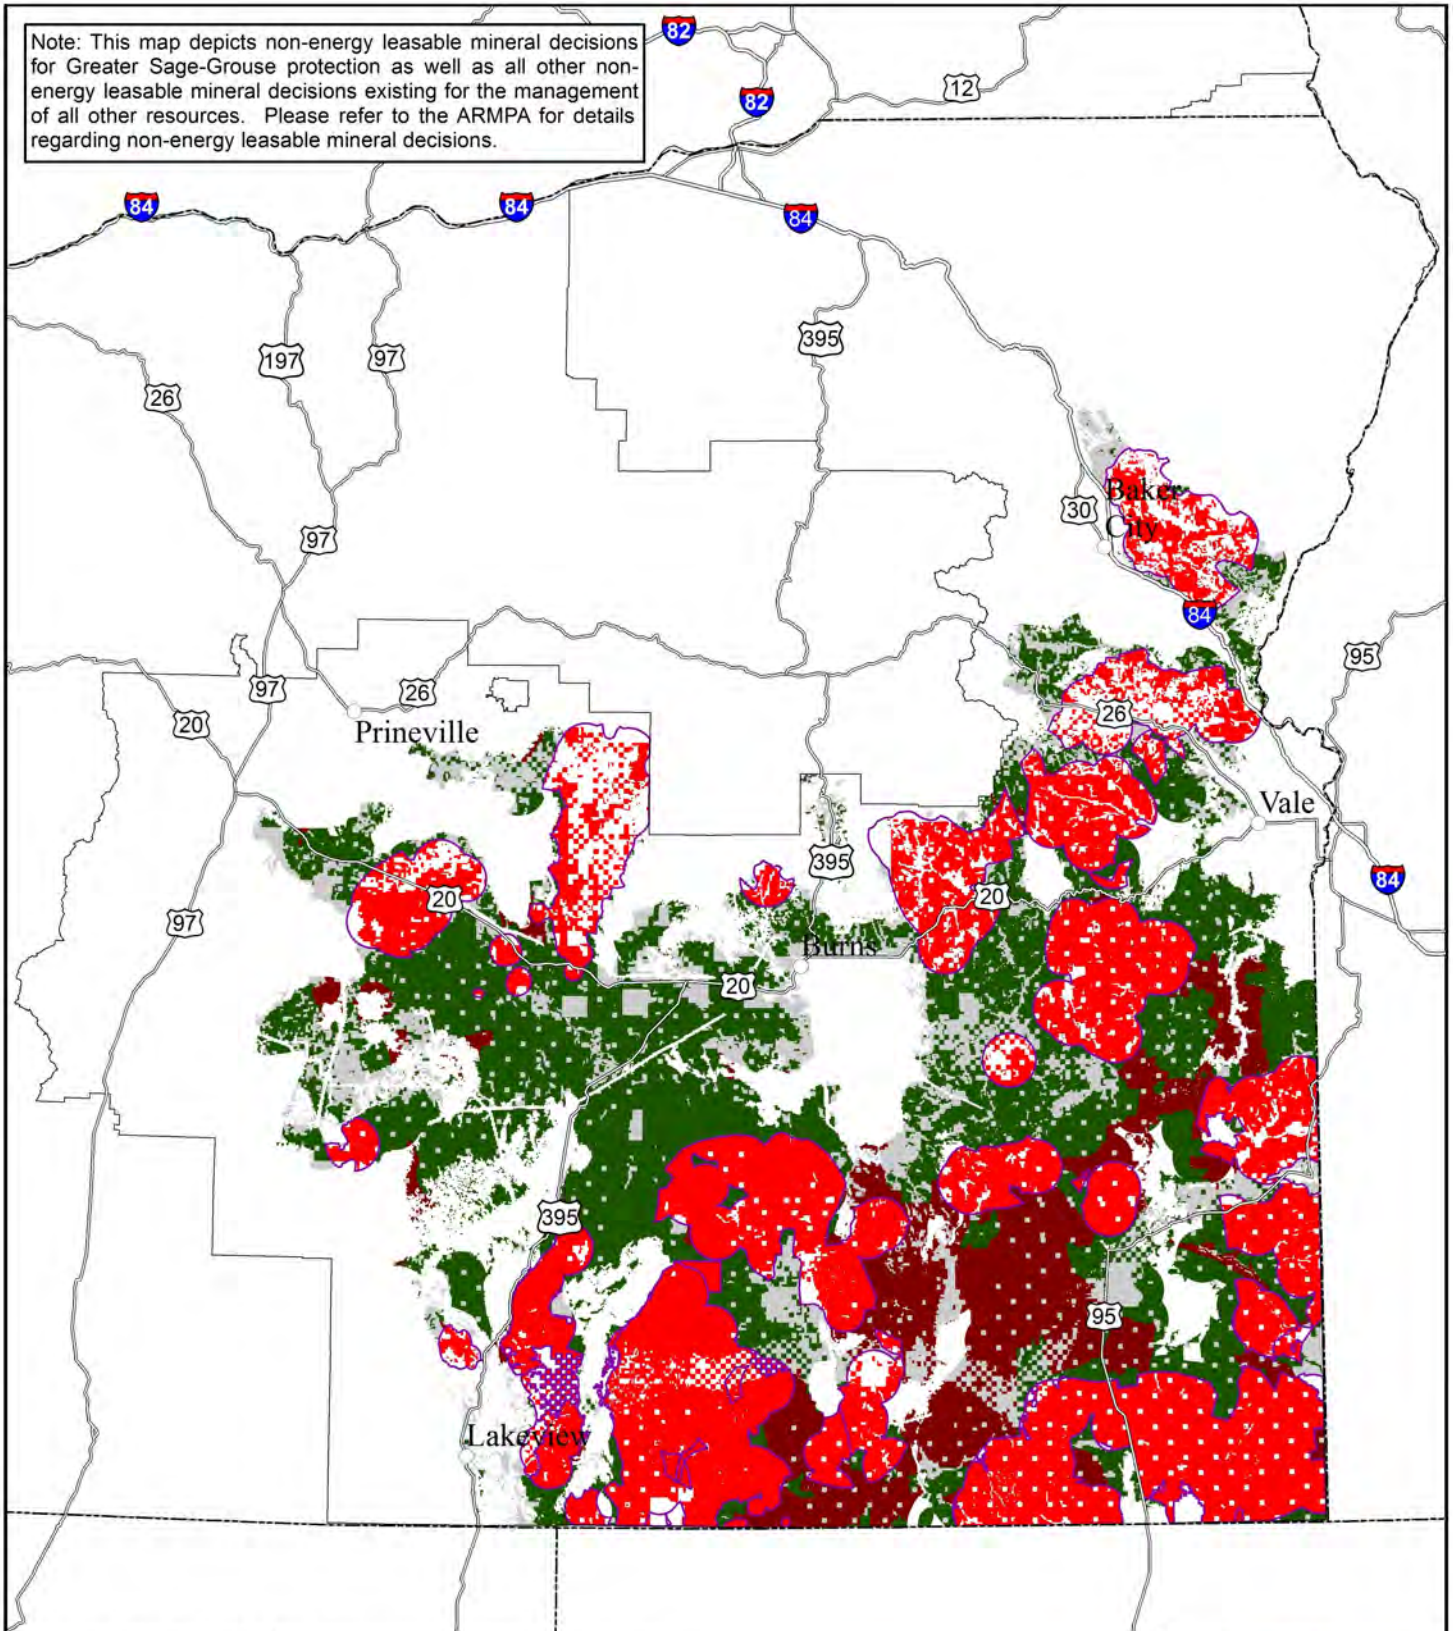 Note: This map depicts non-energy leasable mineral decisions
for Greater Sage-Grouse protection as well as all other non-
energy leasable mineral decisions existing for the management
of all other resources. Please refer to the ARMPA for details
regarding non-energy leasable mineral decisions.
82
12
82
84
84
84
395
197
97
26
Baker
City
30
97
84
95
97
26
26
20
Prineville
Vale
395
84
20
20
97
Burns
20
395
95
Lakeview